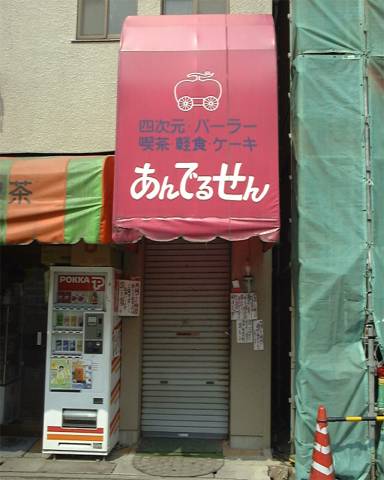 四次元 パーラー
喫茶・軽食・ケーキ
あんでるせん
茶
POKKA